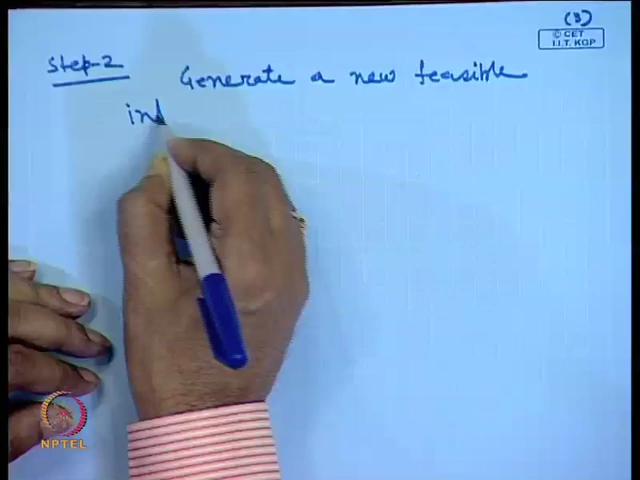 (3)
© CET
I.I.T. KGP
Step-2 Generate a new feasible
ind
NPTEL